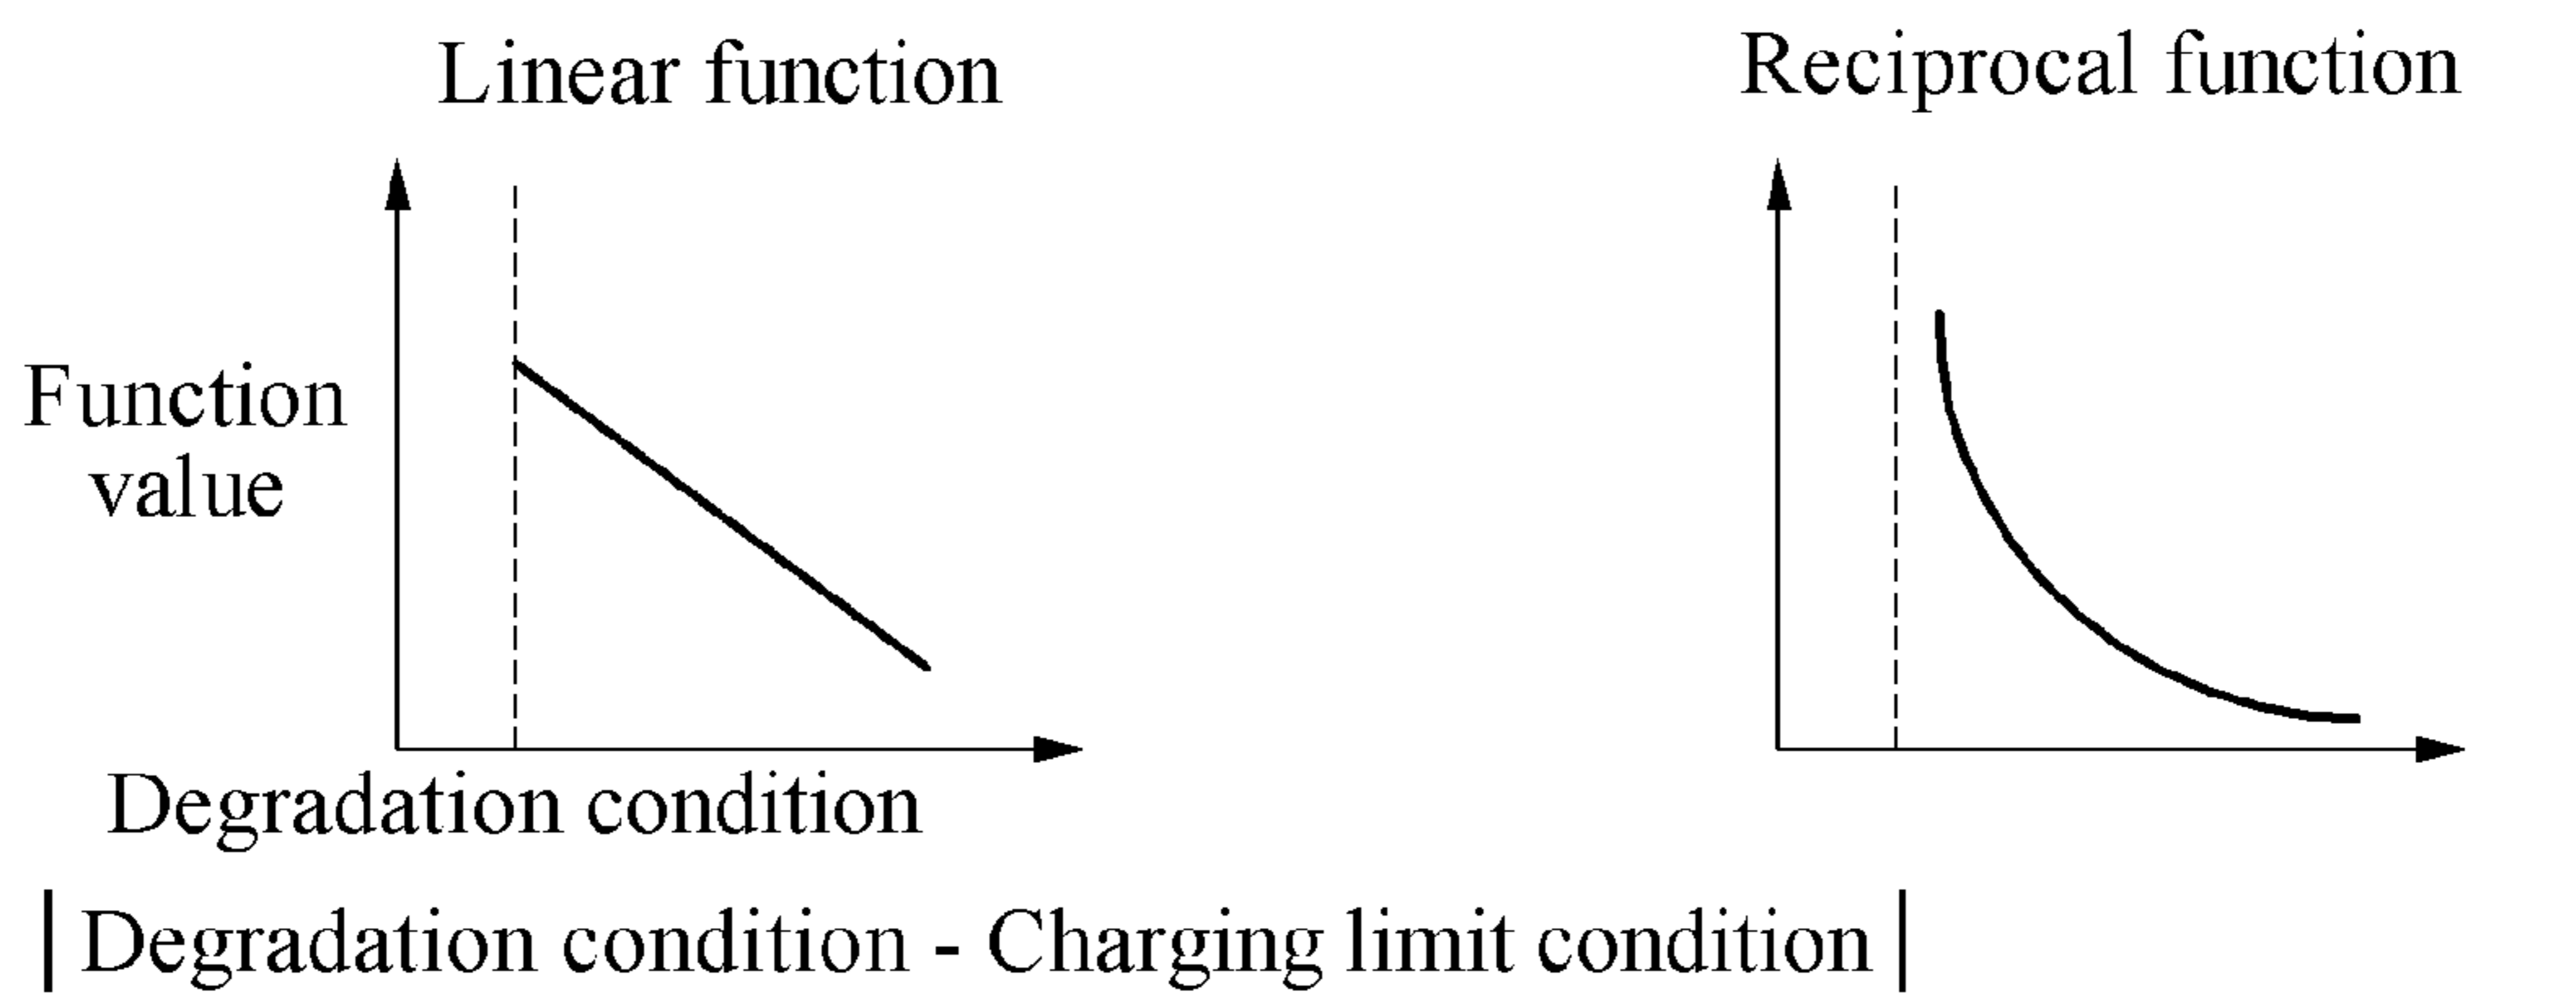 Linear function
Reciprocal function
Function
value
Degradation condition
| Degradation condition - Charging limit condition |